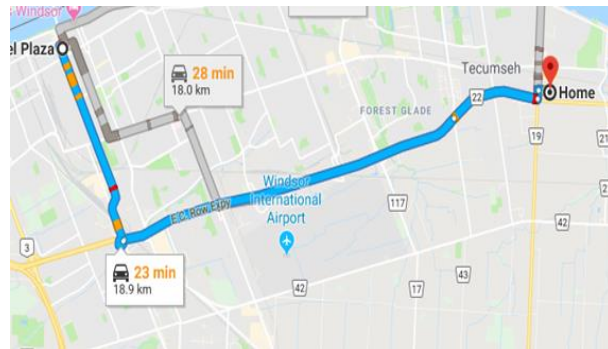 Windsor
el Plaza
28 min
18.0 km
Tecumseh
Home
22
FOREST GLADE
19
21
Windsor
International
Airport
E.C. Row Expy
117
42
3
23 min
18.9 km
42
43
17